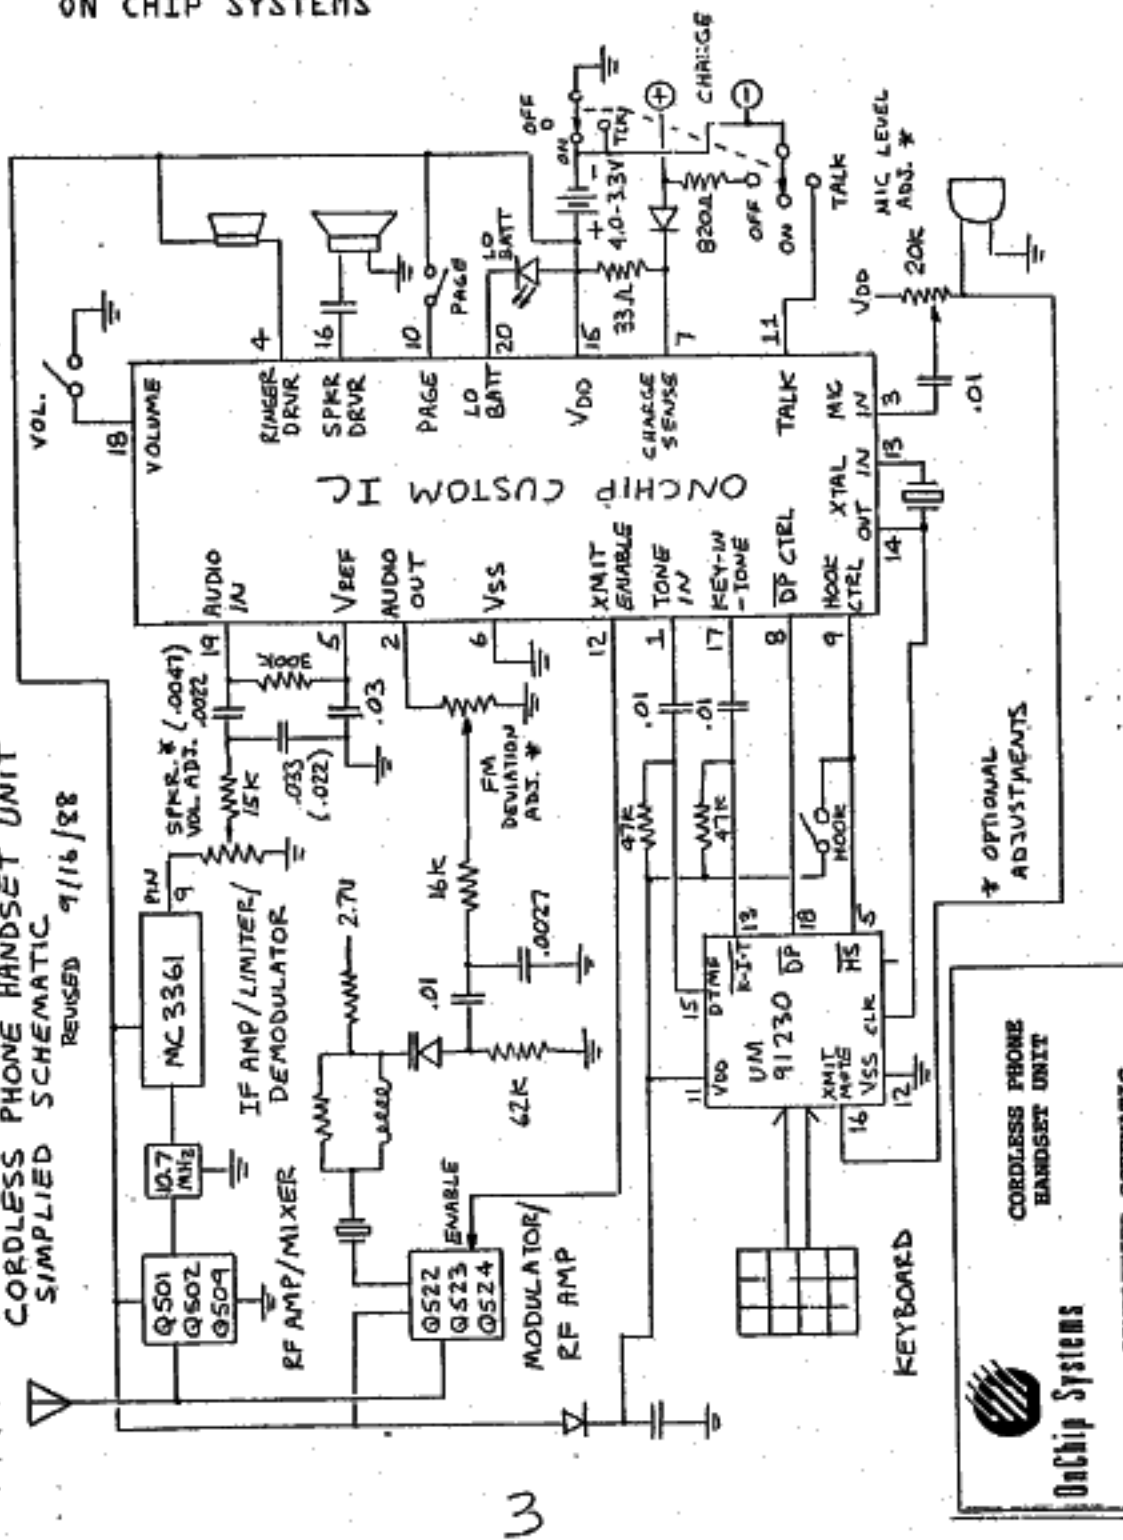 ON CHIP SYSTEMS
CORDLESS PHONE HANDSET UNIT
SIMPLIED SCHEMATIC
REVISED 9/16/88
VOL.
18
VOLUME
4
RINGER
DRVR
16
SPKR
DRVR
10
PAGE
PAGE
20
LO
BATT
LO
BATT
15
VDD
+ 4.0-3.3V -
ON
OFF
TALK
33Ω
7
CHARGE
SENSE
820Ω
+
CHARGE
-
OFF
ON
TALK
11
TALK
VDD
MIC LEVEL
ADJ. *
20K
3
MIC
IN
.01
13
XTAL
IN
14
OUT
ONCHIP CUSTOM IC
19
AUDIO
IN
5
VREF
2
AUDIO
OUT
6
VSS
12
XMIT
ENABLE
1
TONE
IN
17
KEY-IN
-TONE
8
DP CTRL
9
HOOK
CTRL
SPKR. *
VOL. ADJ.
(.0047)
.0022
300K
15K
.033
(.022)
.03
PIN
9
MC3361
IF AMP/LIMITER/
DEMODULATOR
10.7
MHz
Q501
Q502
Q509
RF AMP/MIXER
2.7V
FM
DEVIATION
ADJ. *
16K
.0027
.01
62K
Q522
Q523
Q524
ENABLE
MODULATOR/
RF AMP
.01
.01
47K
47K
HOOK
15
DTMF
13
K-I-T
18
DP
5
HS
11
VDD
UM
91230
XMIT
MUTE
16
VSS
12
CLK
KEYBOARD
* OPTIONAL
ADJUSTMENTS
OnChip Systems
CORDLESS PHONE
HANDSET UNIT
3